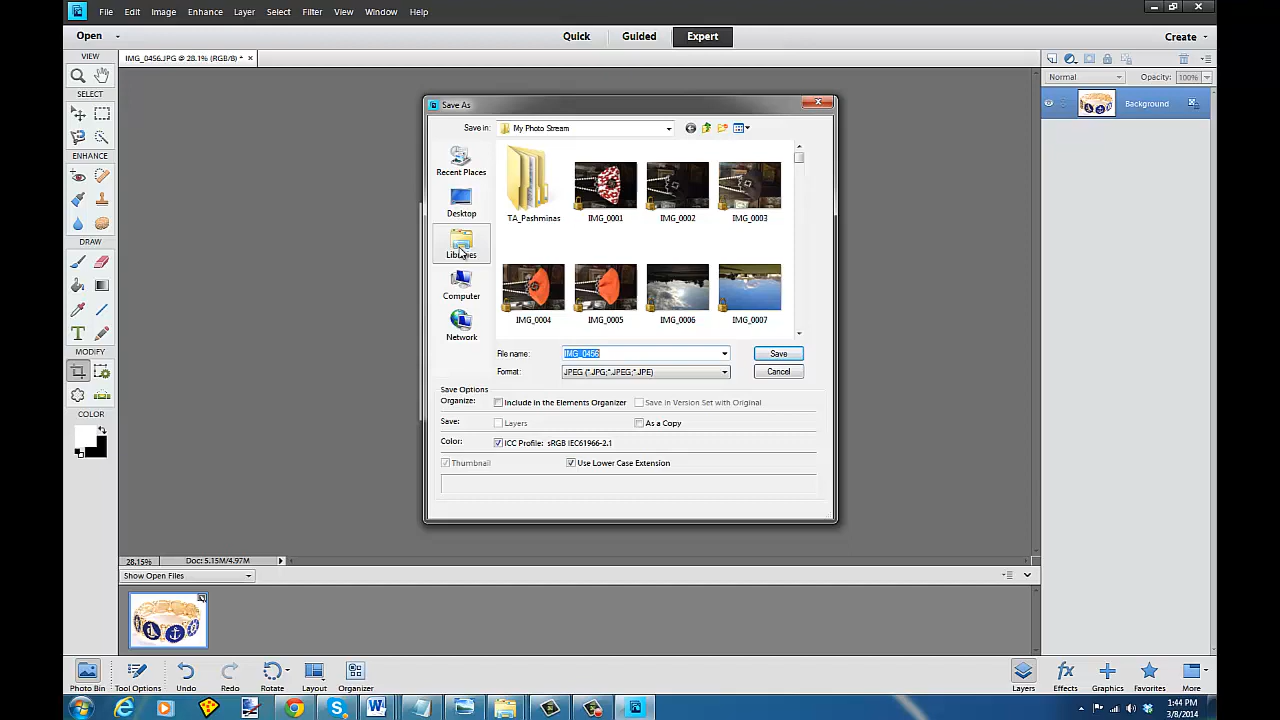 File Edit Image Enhance Layer Select Filter View Window Help
Open Quick Guided Expert Create
VIEW
IMG_0456.JPG @ 28.1% (RGB/8) * ×
Normal Opacity: 100%
Background
SELECT
ENHANCE
DRAW
MODIFY
COLOR
Save As
Save in: My Photo Stream
Recent Places
Desktop
Libraries
Computer
Network
TA_Pashminas IMG_0001 IMG_0002 IMG_0003
IMG_0004 IMG_0005 IMG_0006 IMG_0007
File name: IMG_0456 Save
Format: JPEG (*.JPG;*.JPEG;*.JPE) Cancel
Save Options
Organize: Include in the Elements Organizer Save in Version Set with Original
Save: Layers As a Copy
Color: ICC Profile: sRGB IEC61966-2.1
Thumbnail Use Lower Case Extension
28.15% Doc: 5.15M/4.97M
Show Open Files
Photo Bin Tool Options Undo Redo Rotate Layout Organizer Layers Effects Graphics Favorites More
1:44 PM
3/8/2014